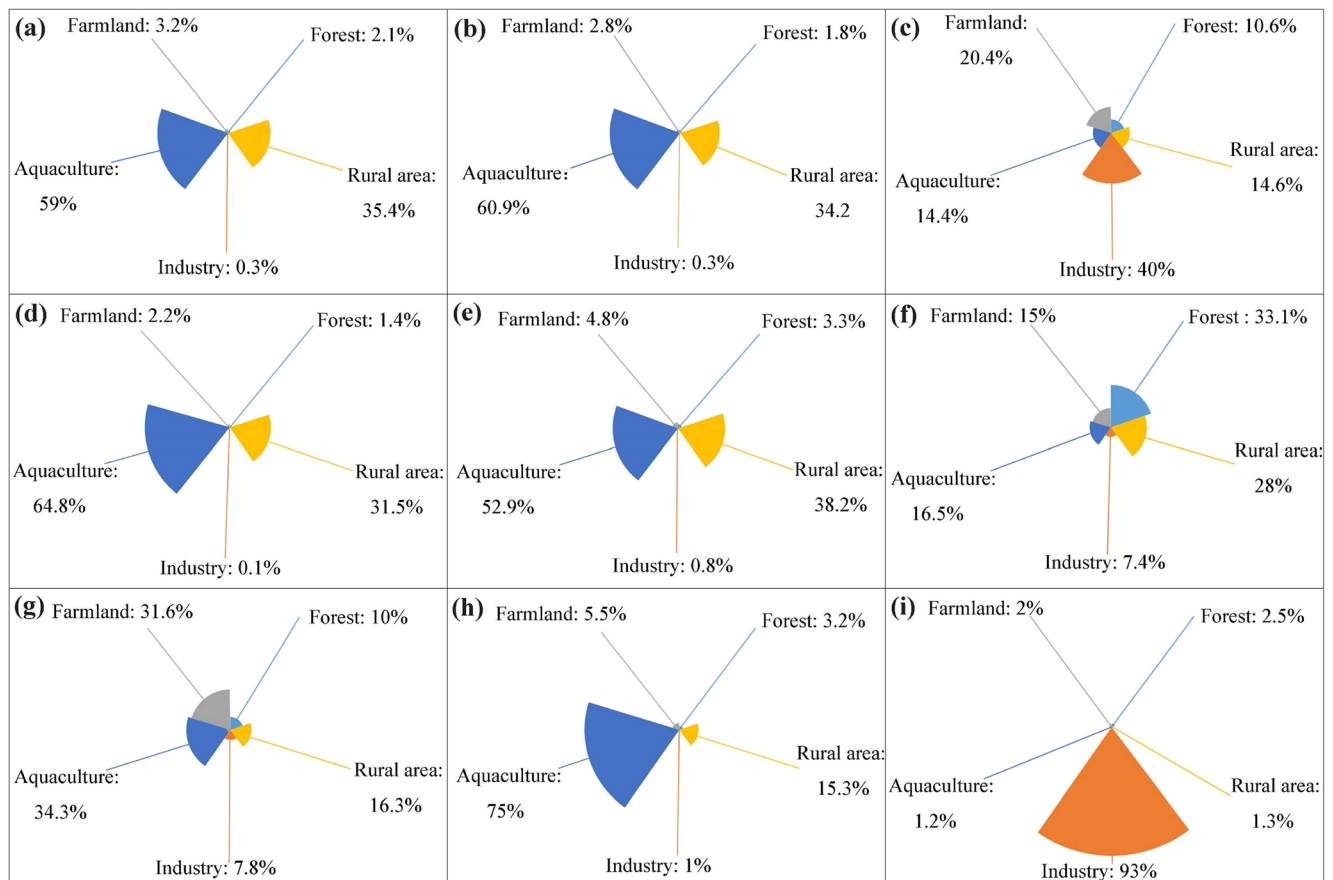 (a)
Farmland: 3.2%
Forest: 2.1%
Aquaculture:
59%
Rural area:
35.4%
Industry: 0.3%
(b)
Farmland: 2.8%
Forest: 1.8%
Aquaculture:
60.9%
Rural area:
34.2
Industry: 0.3%
(c)
Farmland:
20.4%
Forest: 10.6%
Aquaculture:
14.4%
Rural area:
14.6%
Industry: 40%
(d)
Farmland: 2.2%
Forest: 1.4%
Aquaculture:
64.8%
Rural area:
31.5%
Industry: 0.1%
(e)
Farmland: 4.8%
Forest: 3.3%
Aquaculture:
52.9%
Rural area:
38.2%
Industry: 0.8%
(f)
Farmland: 15%
Forest : 33.1%
Aquaculture:
16.5%
Rural area:
28%
Industry: 7.4%
(g)
Farmland: 31.6%
Forest: 10%
Aquaculture:
34.3%
Rural area:
16.3%
Industry: 7.8%
(h)
Farmland: 5.5%
Forest: 3.2%
Aquaculture:
75%
Rural area:
15.3%
Industry: 1%
(i)
Farmland: 2%
Forest: 2.5%
Aquaculture:
1.2%
Rural area:
1.3%
Industry: 93%